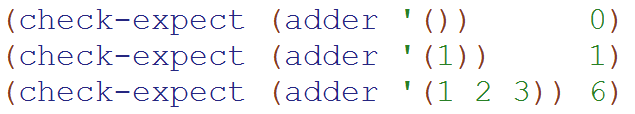 (check-expect (adder '())      0)
(check-expect (adder '(1))     1)
(check-expect (adder '(1 2 3)) 6)